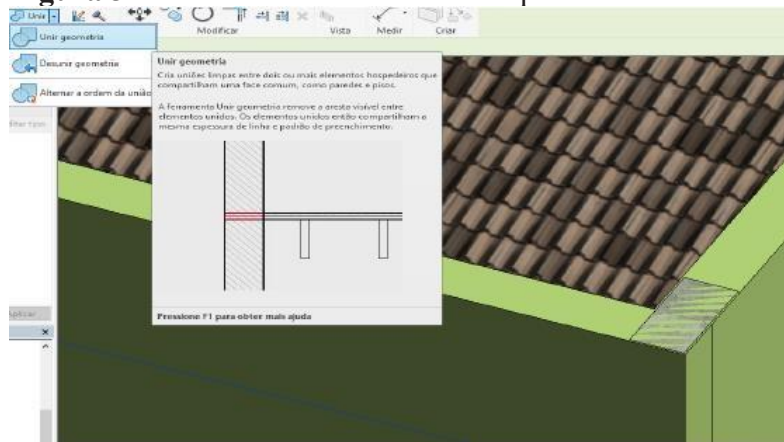 Unir
Modificar
Vista
Medir
Criar
Unir geometria
Desunir geometria
Alternar a ordem da união
Unir geometria
Cria uniões limpas entre dois ou mais elementos hospedeiros que
compartilham uma face comum, como paredes e pisos.
A ferramenta Unir geometria remove a aresta visível entre
elementos unidos. Os elementos unidos então compartilham a
mesma espessura de linha e padrão de preenchimento.
Pressione F1 para obter mais ajuda
tipo